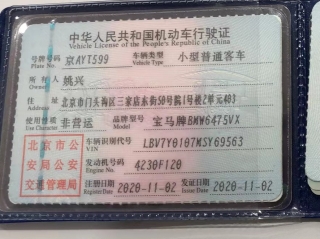 中华人民共和国机动车行驶证
Vehicle License of the People's Republic of China
号牌号码 京AYT599 车辆类型 小型普通客车
Plate No. Vehicle Type
所有人 姚兴
Owner
住址 北京市门头沟区三家店东街50号院1号楼2单元403
Address
使用性质 非营运 品牌型号 宝马牌BMW6475VX
Use Character Model
北京市公安局公安交通管理局
车辆识别代号 LBV7Y0107MSY69563
VIN
发动机号码 4230F120
Engine No.
注册日期 2020-11-02 发证日期 2020-11-02
Register Date Issue Date